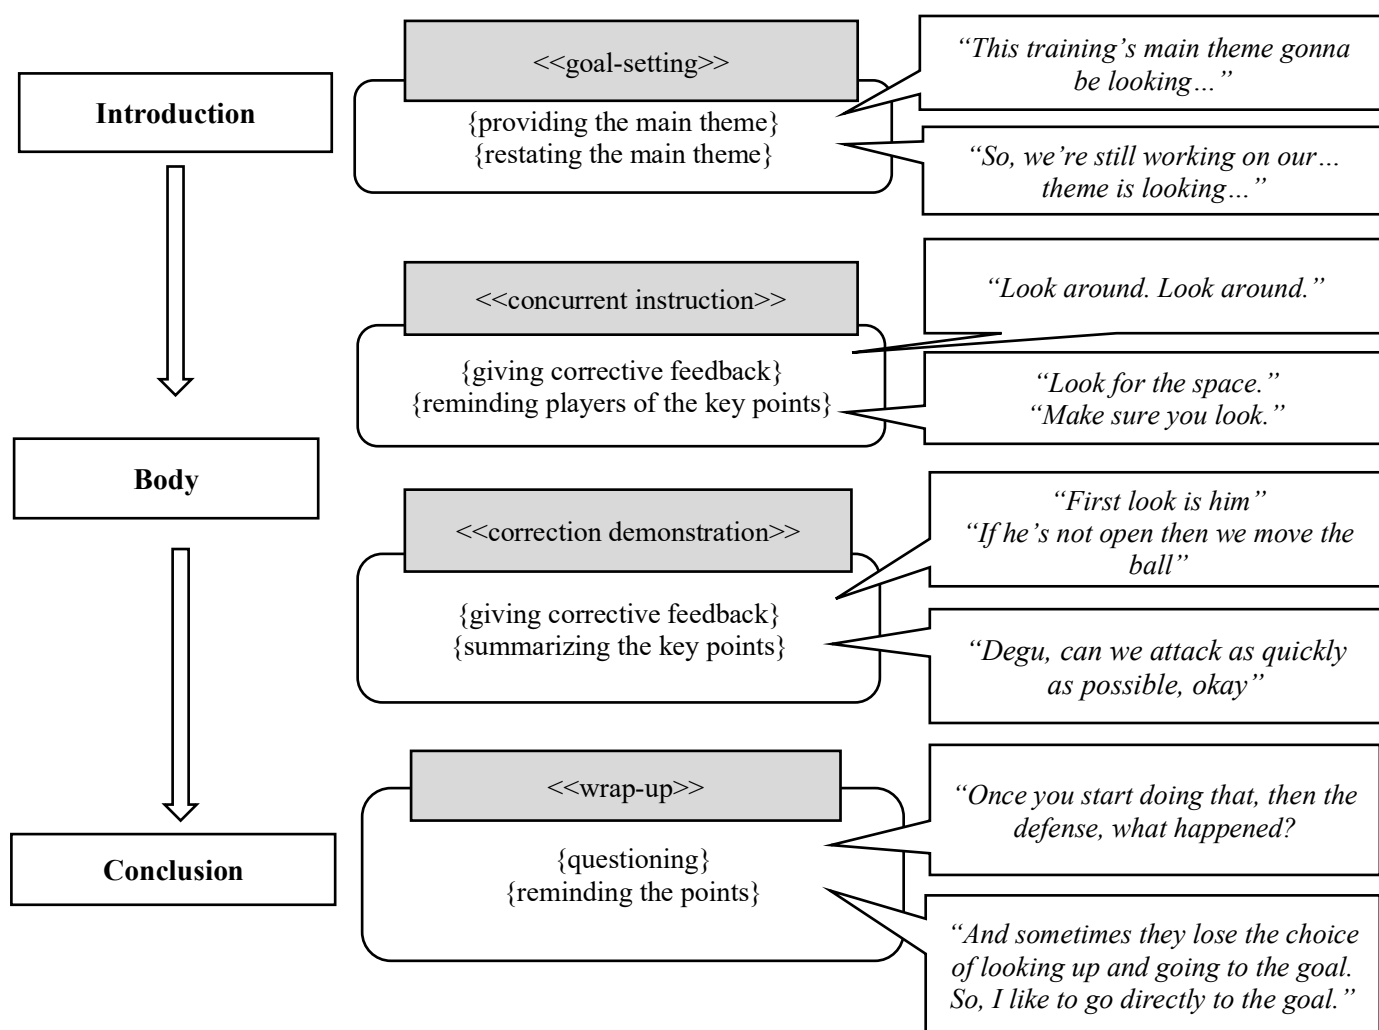 Introduction
<<goal-setting>>
{providing the main theme}
{restating the main theme}
“This training’s main theme gonna
be looking…”
“So, we’re still working on our…
theme is looking…”
<<concurrent instruction>>
{giving corrective feedback}
{reminding players of the key points}
“Look around. Look around.”
“Look for the space.”
“Make sure you look.”
Body
<<correction demonstration>>
{giving corrective feedback}
{summarizing the key points}
“First look is him”
“If he’s not open then we move the
ball”
“Degu, can we attack as quickly
as possible, okay”
Conclusion
<<wrap-up>>
{questioning}
{reminding the points}
“Once you start doing that, then the
defense, what happened?
“And sometimes they lose the choice
of looking up and going to the goal.
So, I like to go directly to the goal.”